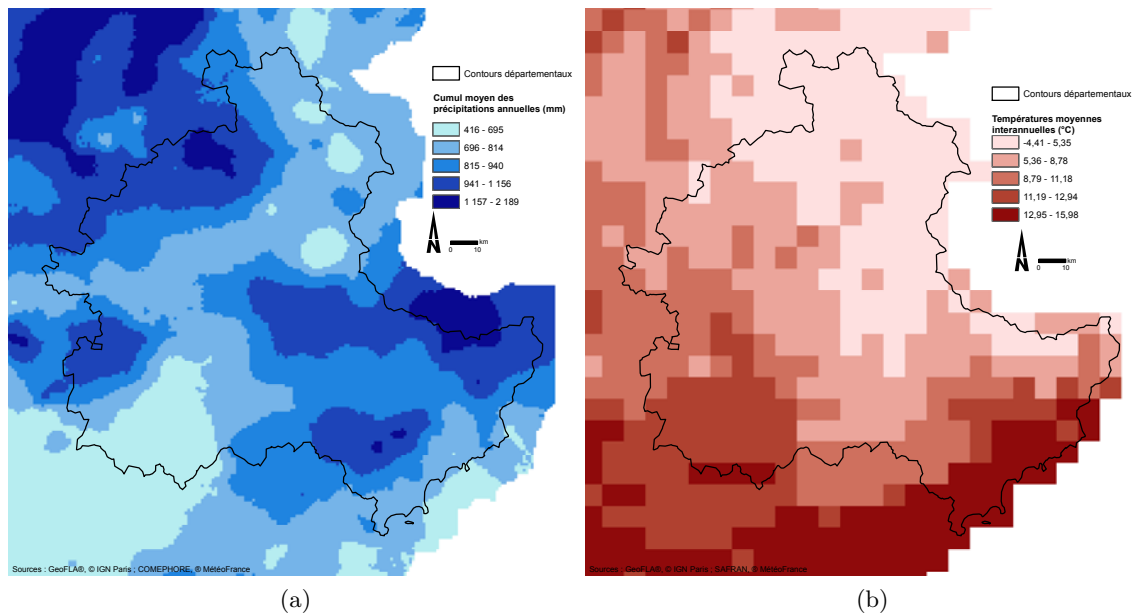 Contours départementaux
Cumul moyen des
précipitations annuelles (mm)
416 - 695
696 - 814
815 - 940
941 - 1 156
1 157 - 2 189
N
km
10
Sources : GeoFLA®, © IGN Paris ; COMEPHORE, ® MétéoFrance
(a)
Contours départementaux
Températures moyennes
interannuelles (°C)
-4,41 - 5,35
5,36 - 8,78
8,79 - 11,18
11,19 - 12,94
12,95 - 15,98
N
km
10
Sources : GeoFLA®, © IGN Paris ; SAFRAN, ® MétéoFrance
(b)